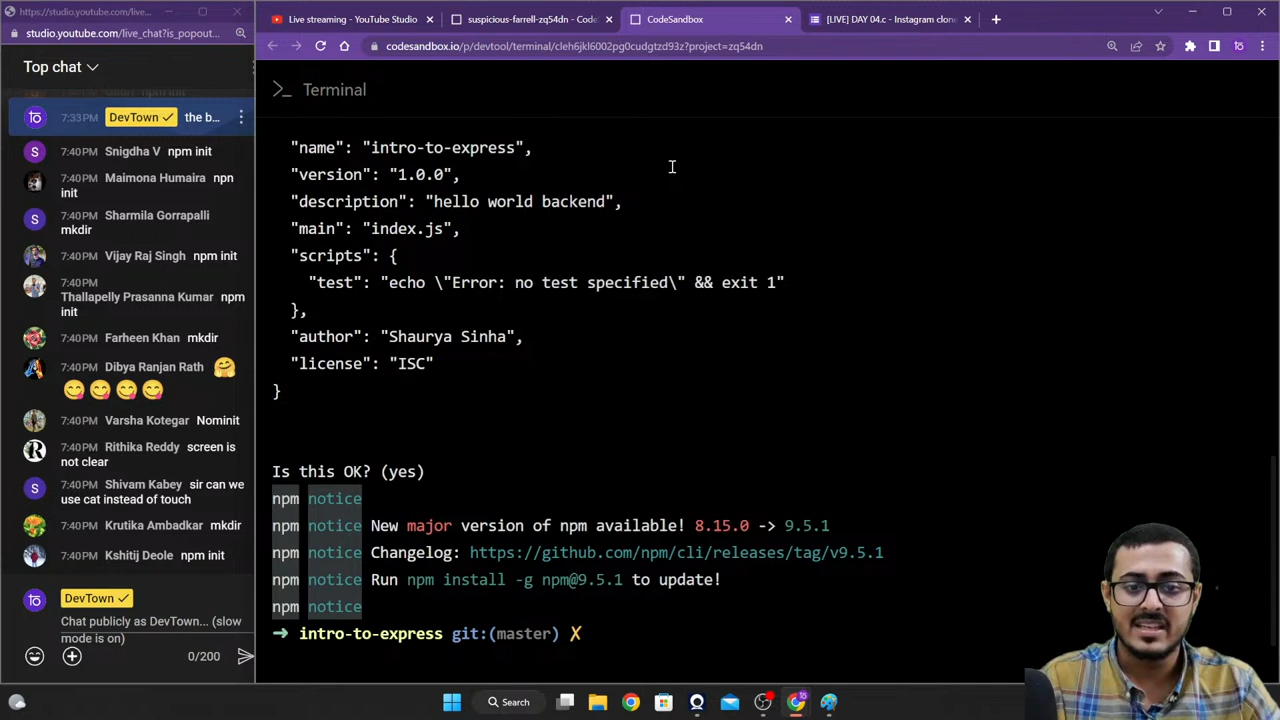 https://studio.youtube.com/live_chat?is_popout...
studio.youtube.com/live_chat?is_popout...
Top chat
7:33PM DevTown ✓ the b...
S 7:40PM Snigdha V npm init
7:40PM Maimona Humaira npn
init
S 7:40PM Sharmila Gorrapalli
mkdir
7:40PM Vijay Raj Singh npm init
7:40PM
Thallapelly Prasanna Kumar npm
init
7:40PM Farheen Khan mkdir
7:40PM Dibya Ranjan Rath 🤗
😋 😋 😋 😋
7:40PM Varsha Kotegar Nominit
7:40PM Rithika Reddy screen is
not clear
S 7:40PM Shivam Kabey sir can we
use cat instead of touch
7:40PM Krutika Ambadkar mkdir
7:40PM Kshitij Deole npm init
DevTown ✓
Chat publicly as DevTown... (slow
mode is on)
0/200
Live streaming - YouTube Studio
suspicious-farrell-zq54dn - Code
CodeSandbox
[LIVE] DAY 04.c - Instagram clone
codesandbox.io/p/devtool/terminal/cleh6jkl6002pg0cudgtzd93z?project=zq54dn
>_ Terminal
"name": "intro-to-express",
"version": "1.0.0",
"description": "hello world backend",
"main": "index.js",
"scripts": {
"test": "echo \"Error: no test specified\" && exit 1"
},
"author": "Shaurya Sinha",
"license": "ISC"
}
Is this OK? (yes)
npm notice
npm notice New major version of npm available! 8.15.0 -> 9.5.1
npm notice Changelog: https://github.com/npm/cli/releases/tag/v9.5.1
npm notice Run npm install -g npm@9.5.1 to update!
npm notice
➜ intro-to-express git:(master) ✗
Search